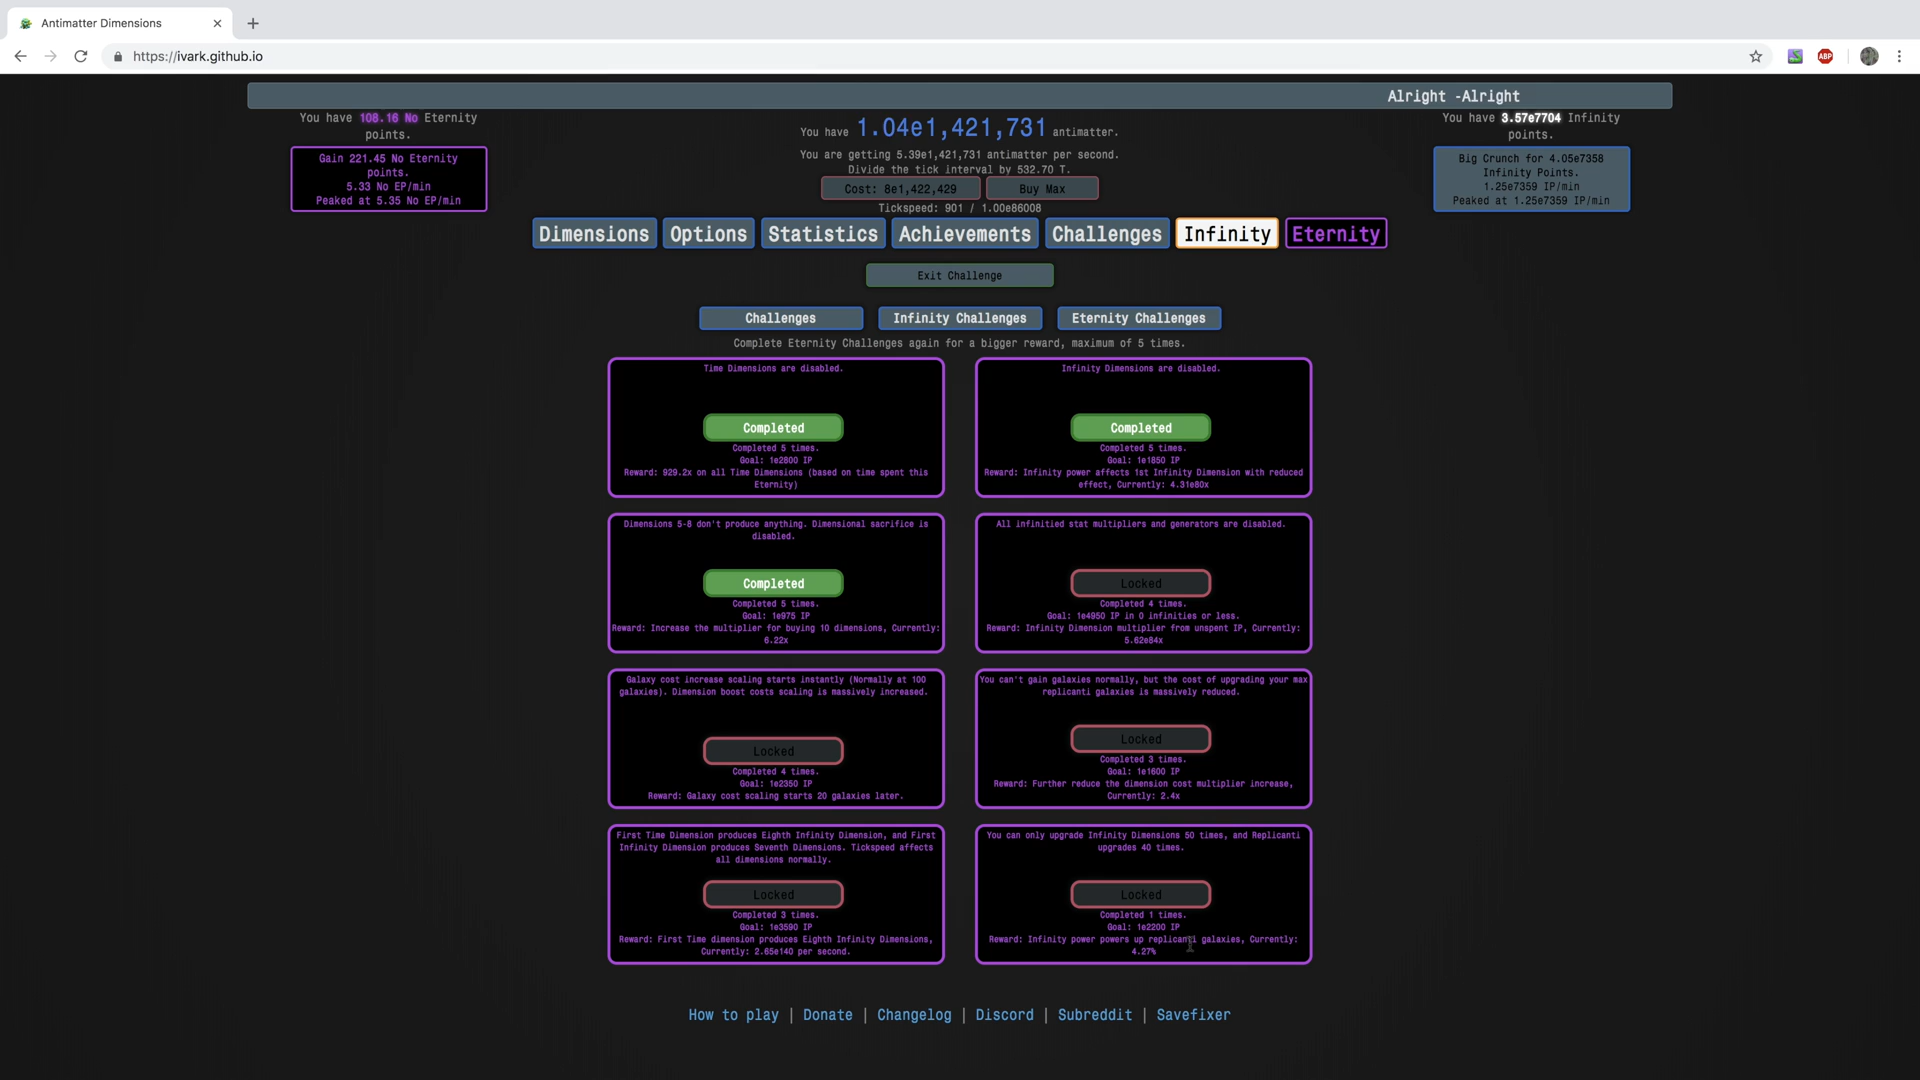 Antimatter Dimensions
https://ivark.github.io
ABP
Alright -Alright
You have 108.16 No Eternity
points.
Gain 221.45 No Eternity
points.
5.33 No EP/min
Peaked at 5.35 No EP/min
You have 1.04e1,421,731 antimatter.
You are getting 5.39e1,421,731 antimatter per second.
Divide the tick interval by 532.70 T.
Cost: 8e1,422,429
Buy Max
Tickspeed: 901 / 1.00e86008
You have 3.57e7704 Infinity
points.
Big Crunch for 4.05e7358
Infinity Points.
1.25e7359 IP/min
Peaked at 1.25e7359 IP/min
Dimensions
Options
Statistics
Achievements
Challenges
Infinity
Eternity
Exit Challenge
Challenges
Infinity Challenges
Eternity Challenges
Complete Eternity Challenges again for a bigger reward, maximum of 5 times.
Time Dimensions are disabled.
Completed
Completed 5 times.
Goal: 1e2800 IP
Reward: 929.2x on all Time Dimensions (based on time spent this
Eternity)
Infinity Dimensions are disabled.
Completed
Completed 5 times.
Goal: 1e1850 IP
Reward: Infinity power affects 1st Infinity Dimension with reduced
effect, Currently: 4.31e80x
Dimensions 5-8 don't produce anything. Dimensional sacrifice is
disabled.
Completed
Completed 5 times.
Goal: 1e975 IP
Reward: Increase the multiplier for buying 10 dimensions, Currently:
6.22x
All infinitied stat multipliers and generators are disabled.
Locked
Completed 4 times.
Goal: 1e4950 IP in 0 infinities or less.
Reward: Infinity Dimension multiplier from unspent IP, Currently:
5.62e84x
Galaxy cost increase scaling starts instantly (Normally at 100
galaxies). Dimension boost costs scaling is massively increased.
Locked
Completed 4 times.
Goal: 1e2350 IP
Reward: Galaxy cost scaling starts 20 galaxies later.
You can't gain galaxies normally, but the cost of upgrading your max
replicanti galaxies is massively reduced.
Locked
Completed 3 times.
Goal: 1e1600 IP
Reward: Further reduce the dimension cost multiplier increase,
Currently: 2.4x
First Time Dimension produces Eighth Infinity Dimension, and First
Infinity Dimension produces Seventh Dimensions. Tickspeed affects
all dimensions normally.
Locked
Completed 3 times.
Goal: 1e3590 IP
Reward: First Time dimension produces Eighth Infinity Dimensions,
Currently: 2.65e140 per second.
You can only upgrade Infinity Dimensions 50 times, and Replicanti
upgrades 40 times.
Locked
Completed 1 times.
Goal: 1e2200 IP
Reward: Infinity power powers up replicanti galaxies, Currently:
4.27%
How to play | Donate | Changelog | Discord | Subreddit | Savefixer